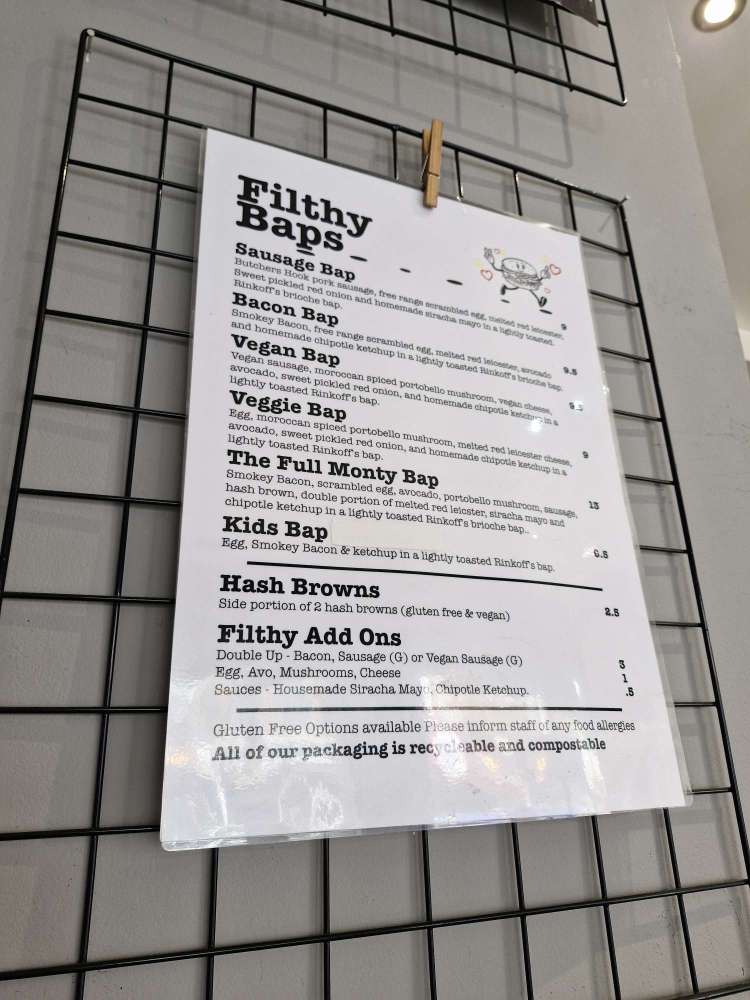 Filthy
Baps
Sausage Bap
Butchers Hook pork sausage, free range scrambled egg, melted red leicester,
Sweet pickled red onion and homemade siracha mayo in a lightly toasted
Rinkoff's brioche bap. 9
Bacon Bap
Smokey Bacon, free range scrambled egg, melted red leicester, avocado
and homemade chipotle ketchup in a lightly toasted Rinkoff's brioche bap. 9.5
Vegan Bap
Vegan sausage, moroccan spiced portobello mushroom, vegan cheese,
avocado, sweet pickled red onion, and homemade chipotle ketchup in a
lightly toasted Rinkoff's bap.
Veggie Bap
Egg, moroccan spiced portobello mushroom, melted red leicester cheese,
avocado, sweet pickled red onion, and homemade chipotle ketchup in a
lightly toasted Rinkoff's bap. 9
The Full Monty Bap
Smokey Bacon, scrambled egg, avocado, portobello mushroom, sausage,
hash brown, double portion of melted red leicster, siracha mayo and
chipotle ketchup in a lightly toasted Rinkoff's brioche bap.. 13
Kids Bap
Egg, Smokey Bacon & ketchup in a lightly toasted Rinkoff's bap. 6.5
Hash Browns
Side portion of 2 hash browns (gluten free & vegan) 2.5
Filthy Add Ons
Double Up - Bacon, Sausage (G) or Vegan Sausage (G) 3
Egg, Avo, Mushrooms, Cheese 1
Sauces - Housemade Siracha Mayo, Chipotle Ketchup. .5
Gluten Free Options available Please inform staff of any food allergies
All of our packaging is recycleable and compostable